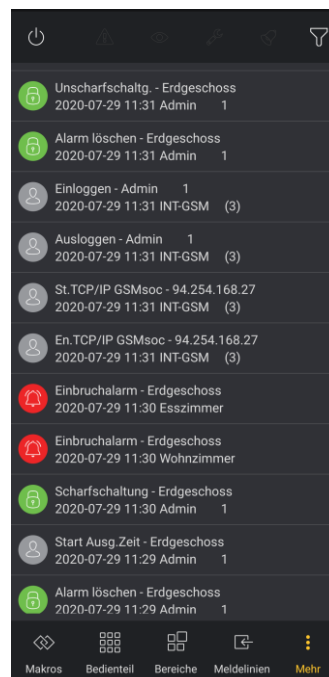 Unscharfschaltg. - Erdgeschoss
2020-07-29 11:31 Admin 1
Alarm löschen - Erdgeschoss
2020-07-29 11:31 Admin 1
Einloggen - Admin 1
2020-07-29 11:31 INT-GSM (3)
Ausloggen - Admin 1
2020-07-29 11:31 INT-GSM (3)
St.TCP/IP GSMsoc - 94.254.168.27
2020-07-29 11:31 INT-GSM (3)
En.TCP/IP GSMsoc - 94.254.168.27
2020-07-29 11:31 INT-GSM (3)
Einbruchalarm - Erdgeschoss
2020-07-29 11:30 Esszimmer
Einbruchalarm - Erdgeschoss
2020-07-29 11:30 Wohnzimmer
Scharfschaltung - Erdgeschoss
2020-07-29 11:30 Admin 1
Start Ausg.Zeit - Erdgeschoss
2020-07-29 11:29 Admin 1
Alarm löschen - Erdgeschoss
2020-07-29 11:29 Admin 1
Makros Bedienteil Bereiche Meldelinien Mehr